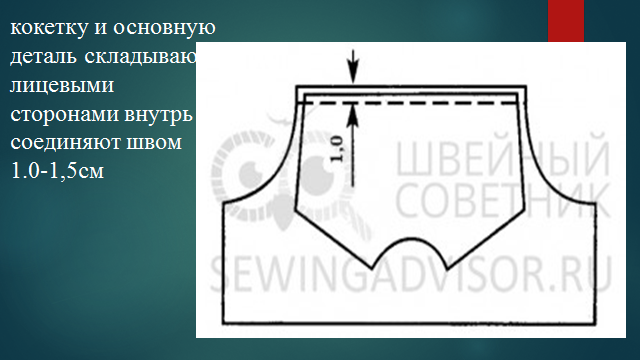 кокетку и основную
деталь складываю
лицевыми
сторонами внутрь
соединяют швом
1.0-1,5см
1,0
ШВЕЙНЫЙ
СОВЕТНИК
SEWINGADVISOR.RU